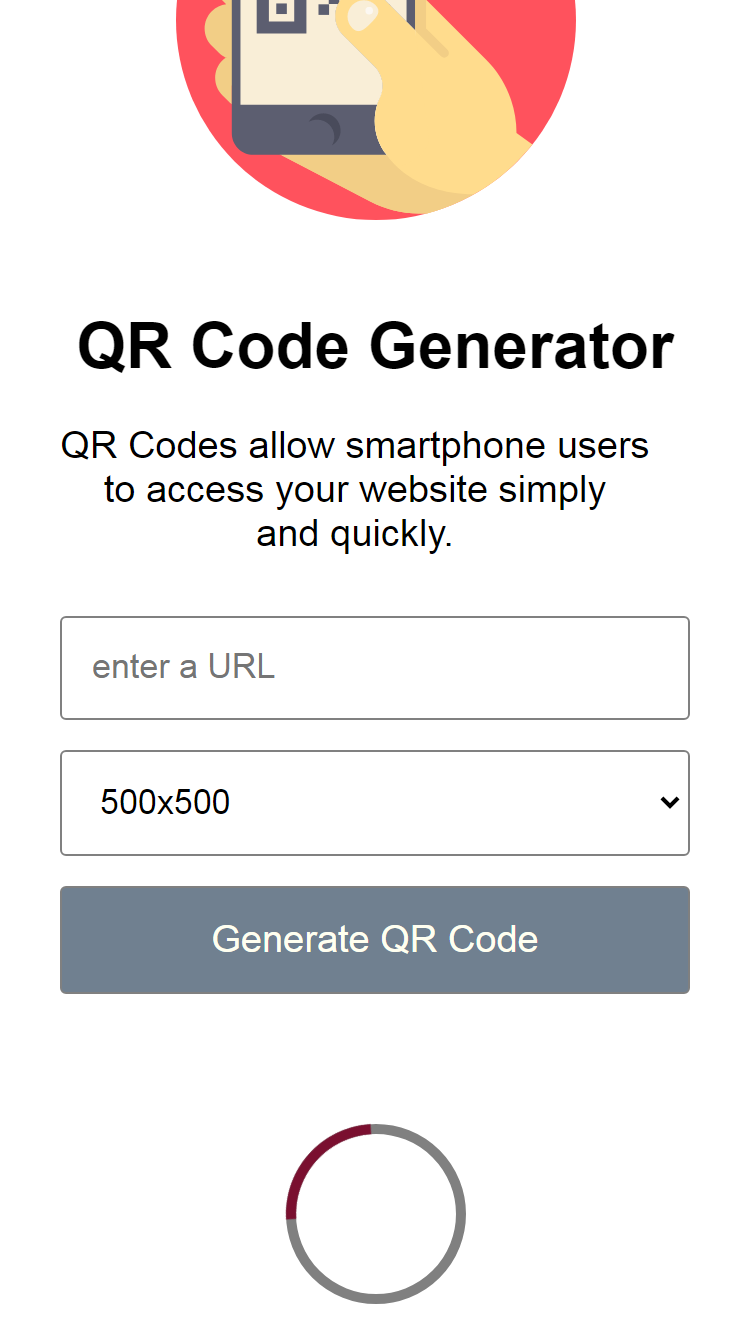 QR Code Generator
QR Codes allow smartphone users
to access your website simply
and quickly.
enter a URL
500x500
Generate QR Code